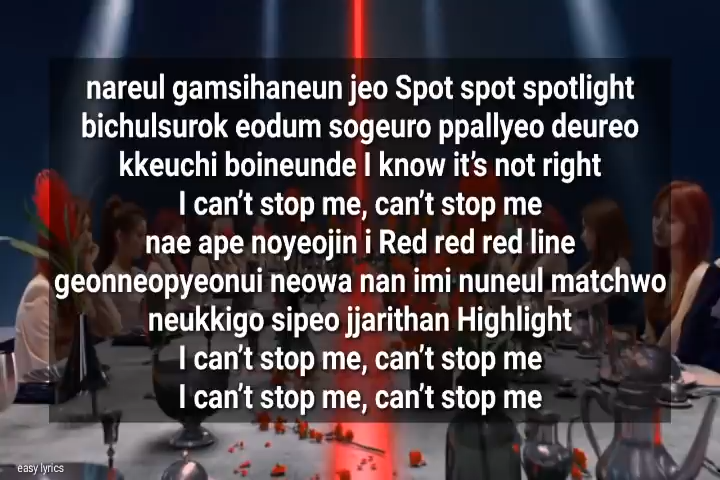 nareul gamsihaneun jeo Spot spot spotlight
bichulsurok eodum sogeuro ppallyeo deureo
kkeuchi boineunde I know it’s not right
I can’t stop me, can’t stop me
nae ape noyeojin i Red red red line
geonneopyeonui neowa nan imi nuneul matchwo
neukkigo sipeo jjarithan Highlight
I can’t stop me, can’t stop me
I can’t stop me, can’t stop me
easy lyrics